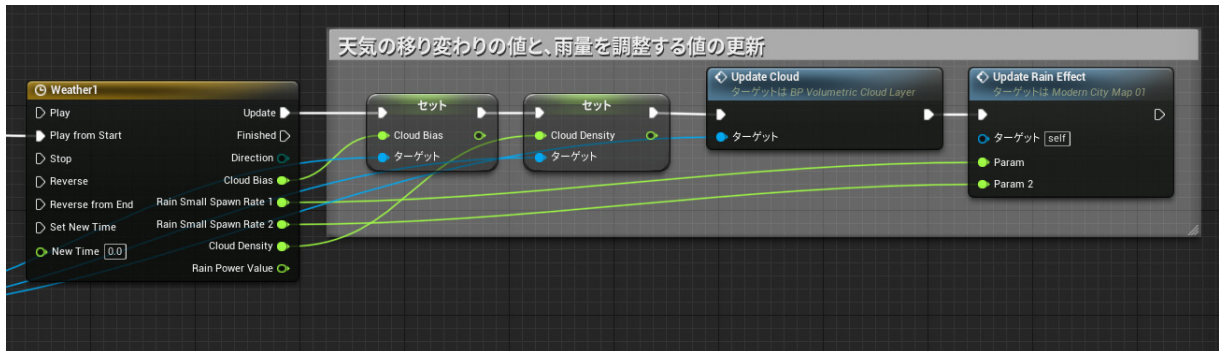 天気の移り変わりの値と、雨量を調整する値の更新
Weather1
Play
Update
Play from Start
Finished
Stop
Direction
Reverse
Cloud Bias
Reverse from End
Rain Small Spawn Rate 1
Set New Time
Rain Small Spawn Rate 2
New Time 0.0
Cloud Density
Rain Power Value
セット
Cloud Bias
ターゲット
セット
Cloud Density
ターゲット
Update Cloud
ターゲットは BP Volumetric Cloud Layer
ターゲット
Update Rain Effect
ターゲットは Modern City Map 01
ターゲット self
Param
Param 2